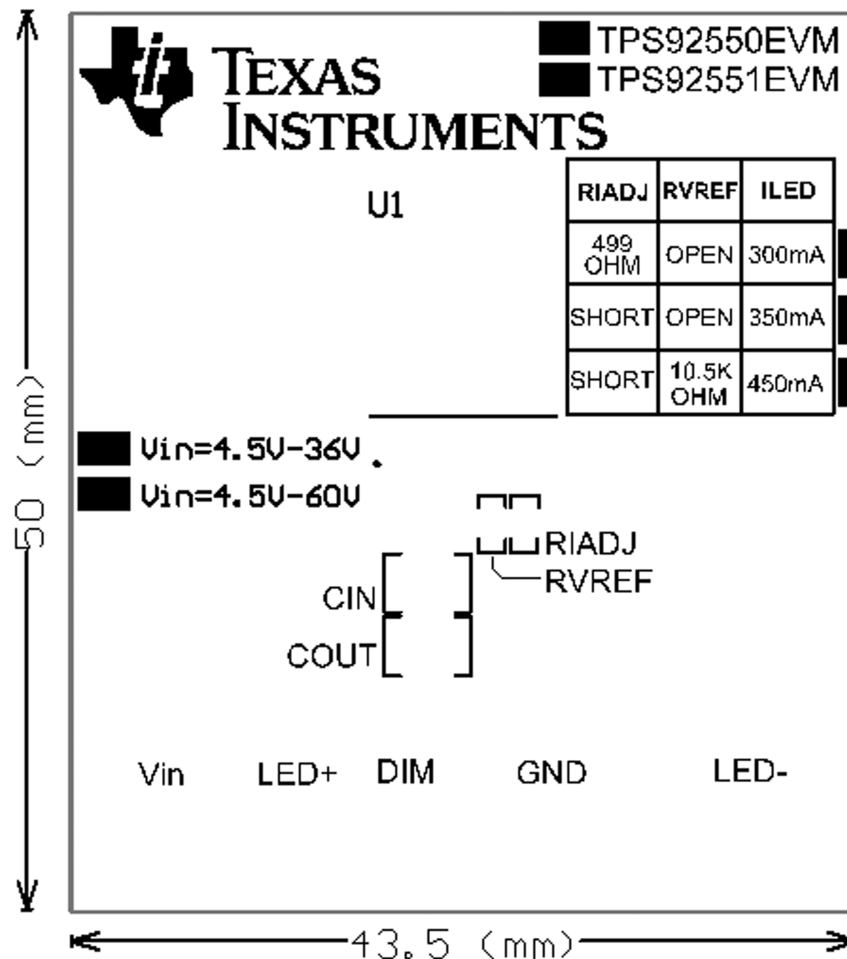 TPS92550EVM
TPS92551EVM
TEXAS
INSTRUMENTS
U1
RIADJ RVREF ILED
499 OHM OPEN 300mA
SHORT OPEN 350mA
SHORT 10.5K OHM 450mA
Vin=4.5V-36V
Vin=4.5V-60V
RIADJ
RVREF
CIN
COUT
Vin LED+ DIM GND LED-
50 (mm)
43.5 (mm)